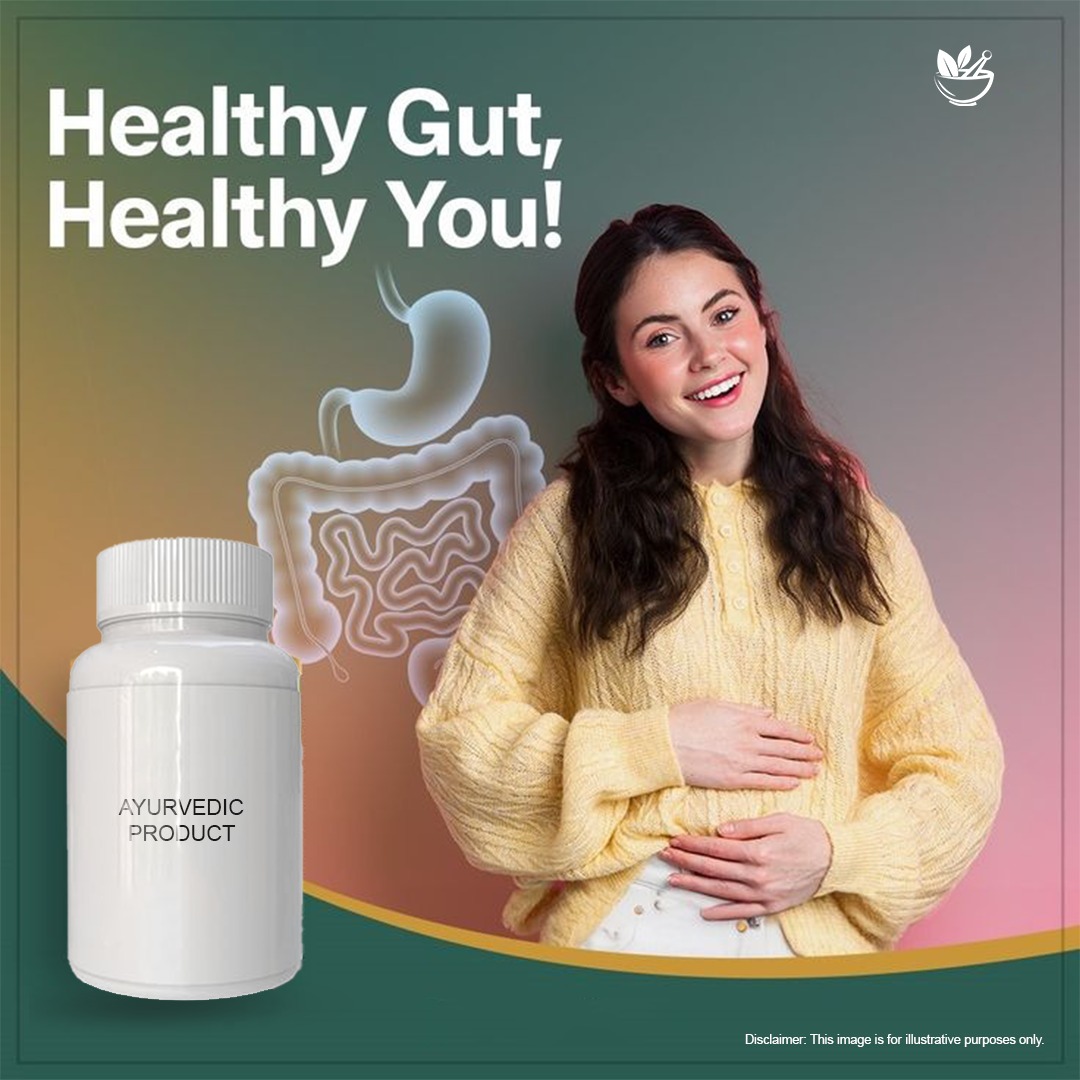 Healthy Gut,
Healthy You!
AYURVEDIC
PRODUCT
Disclaimer: This image is for illustrative purposes only.